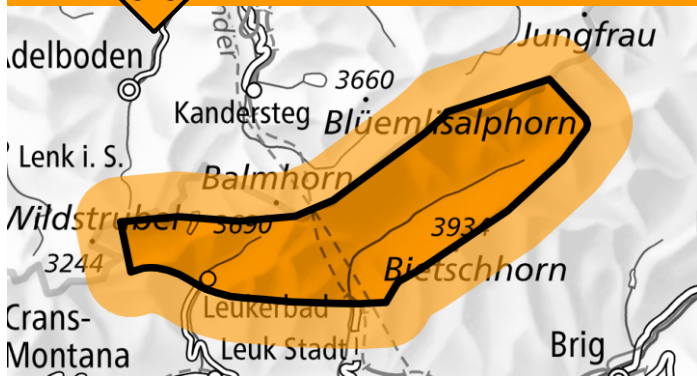 Jungfrau
delboden
3660
Kandersteg
Blüemlisalphorn
Lenk i. S.
Balmhorn
Wildstrubel
3690
3934
3244
Bietschhorn
Leukerbad
Crans-
Montana
Leuk Stadt
Brig